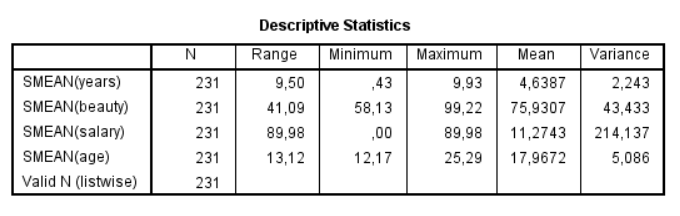 Descriptive Statistics
N Range Minimum Maximum Mean Variance
SMEAN(years) 231 9,50 ,43 9,93 4,6387 2,243
SMEAN(beauty) 231 41,09 58,13 99,22 75,9307 43,433
SMEAN(salary) 231 89,98 ,00 89,98 11,2743 214,137
SMEAN(age) 231 13,12 12,17 25,29 17,9672 5,086
Valid N (listwise) 231